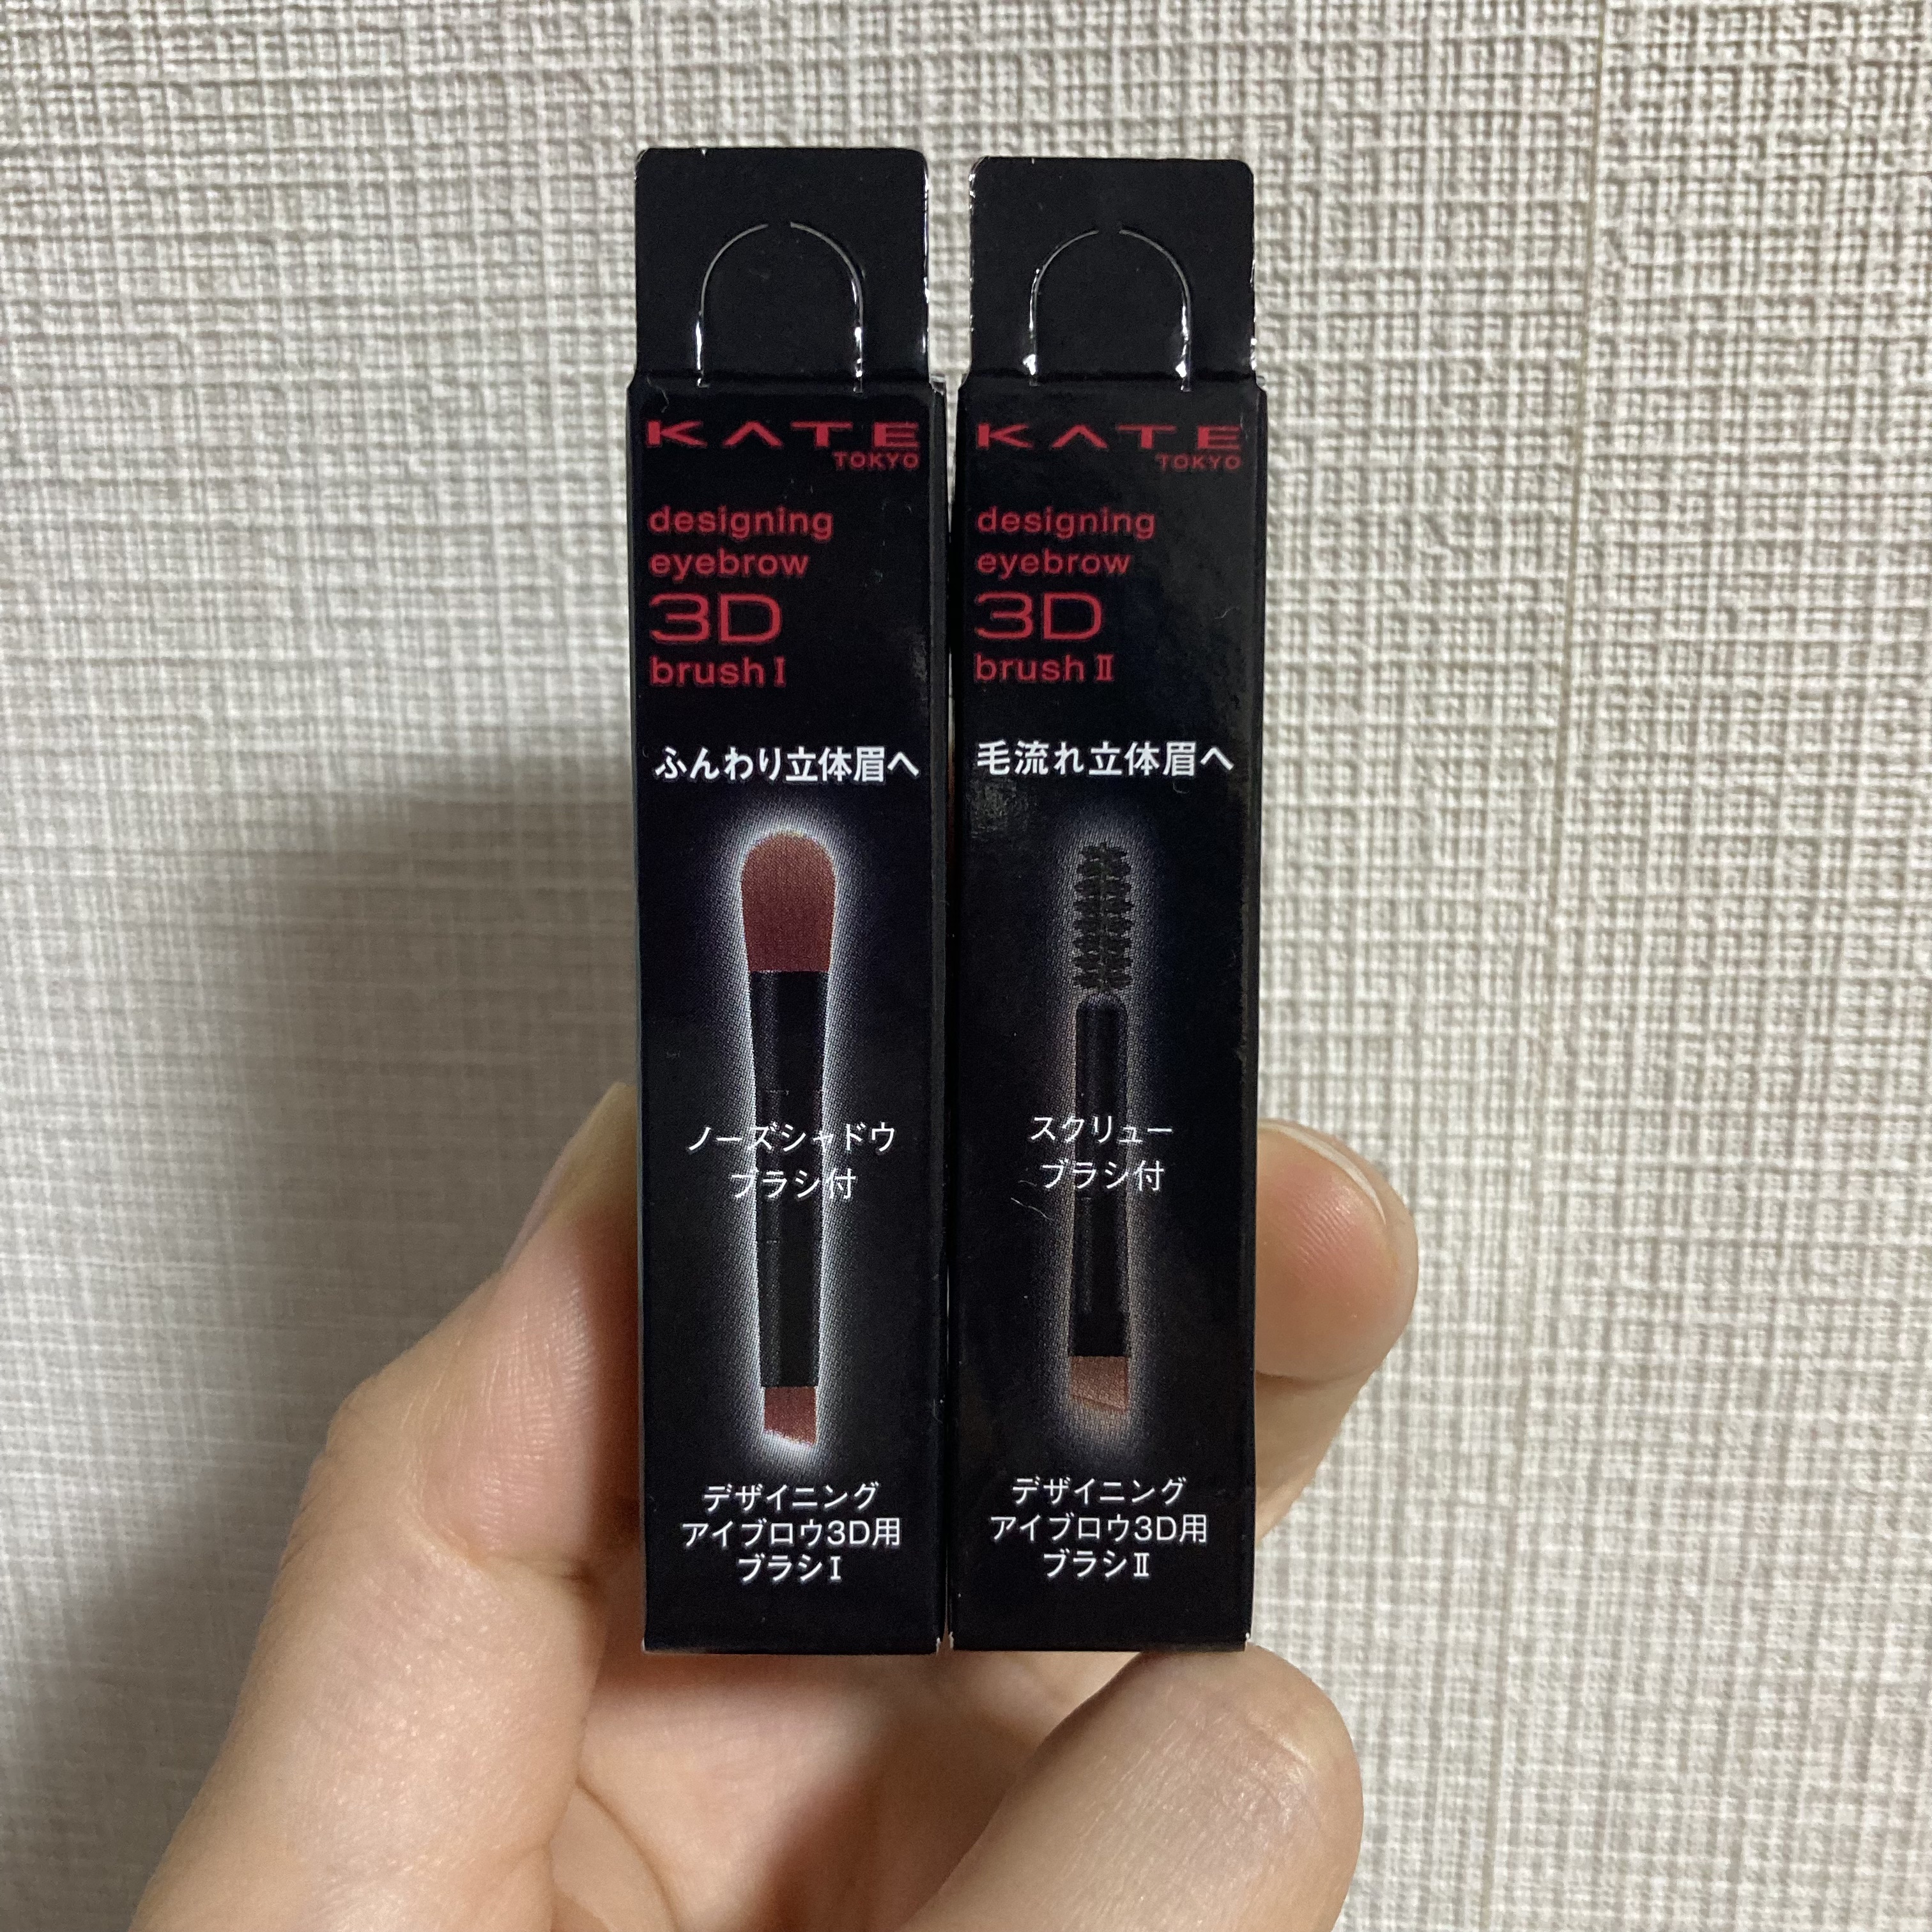 KATE
TOKYO
designing
eyebrow
3D
brush I
ふんわり立体眉へ
ノーズシャドウ
ブラシ付
デザイニング
アイブロウ3D用
ブラシI
KATE
TOKYO
designing
eyebrow
3D
brush II
毛流れ立体眉へ
スクリュー
ブラシ付
デザイニング
アイブロウ3D用
ブラシII